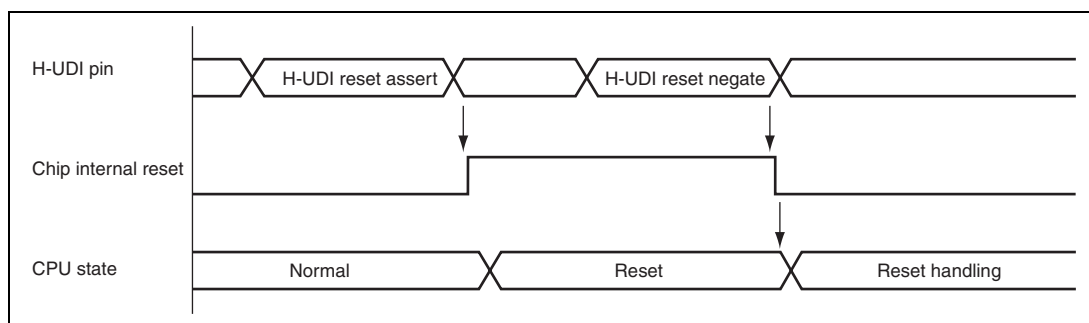 H-UDI pin
H-UDI reset assert
H-UDI reset negate
Chip internal reset
CPU state
Normal
Reset
Reset handling